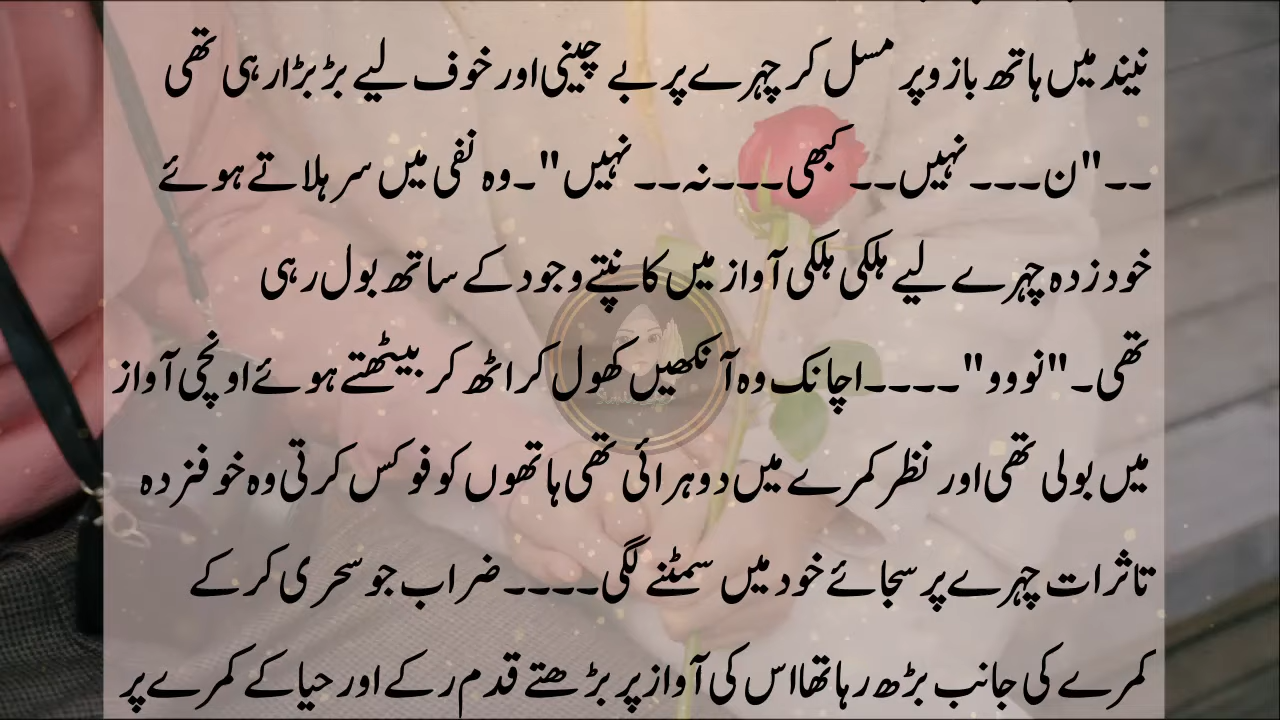 نیند میں ہاتھ بازو پر مسل کر چہرے پر بے چینی اور خوف لیے بڑبڑا رہی تھی
۔۔"ن۔۔۔نہیں۔۔کبھی۔۔۔نہ۔۔نہیں"۔وہ نفی میں سر ہلاتے ہوئے
خودزدہ چہرے لیے ہلکی ہلکی آواز میں کانپتے وجود کے ساتھ بول رہی
تھی۔"نووو"۔۔۔۔اچانک وہ آنکھیں کھول کر اٹھ کر بیٹھتے ہوئے اونچی آواز
میں بولی تھی اور نظر کمرے میں دوہرائی تھی ہاتھوں کو فوکس کرتی وہ خوفزدہ
تاثرات چہرے پر سجائے خود میں سمٹنے لگی۔۔۔۔ضراب جو سحری کرکے
کمرے کی جانب بڑھ رہا تھااس کی آواز پر بڑھتے قدم رکے اور حیا کے کمرے پر